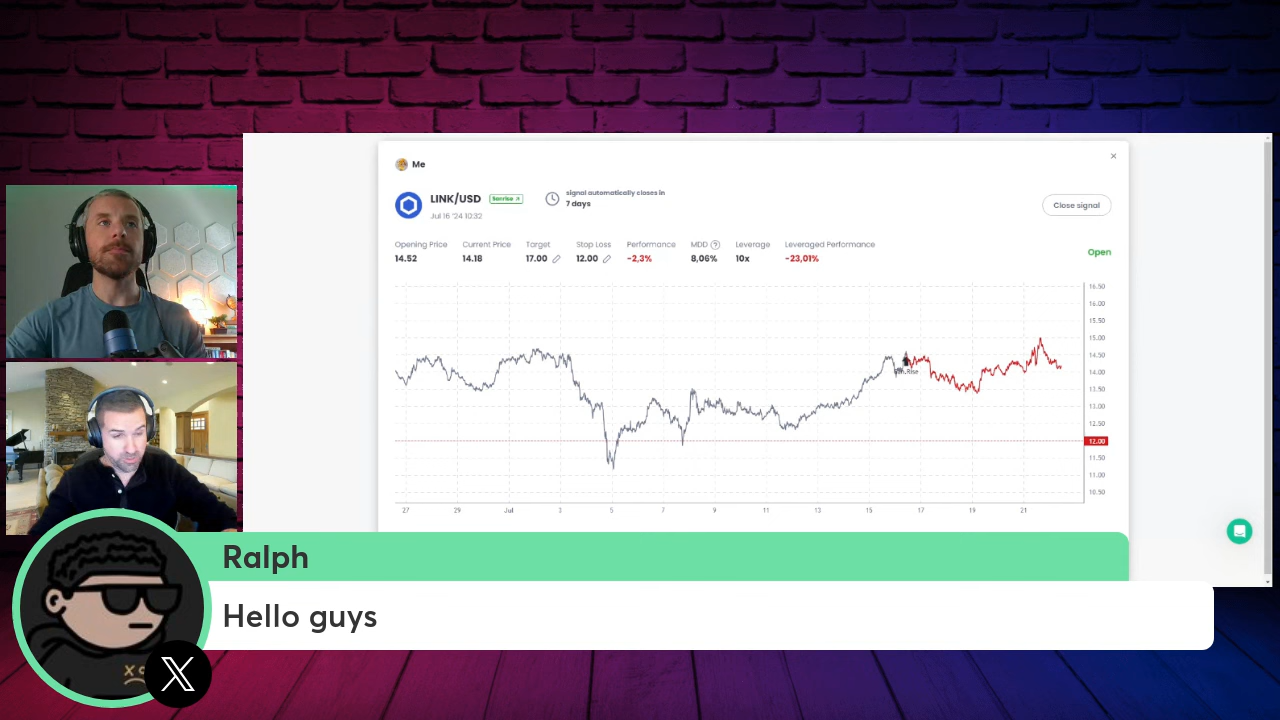 Me
LINK/USD
Sunrise
signal automatically closes in
7 days
Jul 16 '24 10:32
Close signal
Opening Price Current Price Target Stop Loss Performance MDD ? Leverage Leveraged Performance
14.52 14.18 17.00 12.00 -2,3% 8,06% 10x -23,01%
Open
16.50
16.00
15.50
15.00
14.50
14.00
13.50
13.00
12.50
12.00
11.50
11.00
10.50
27 29 Jul 3 5 7 9 11 13 15 17 19 21
Ralph
Hello guys